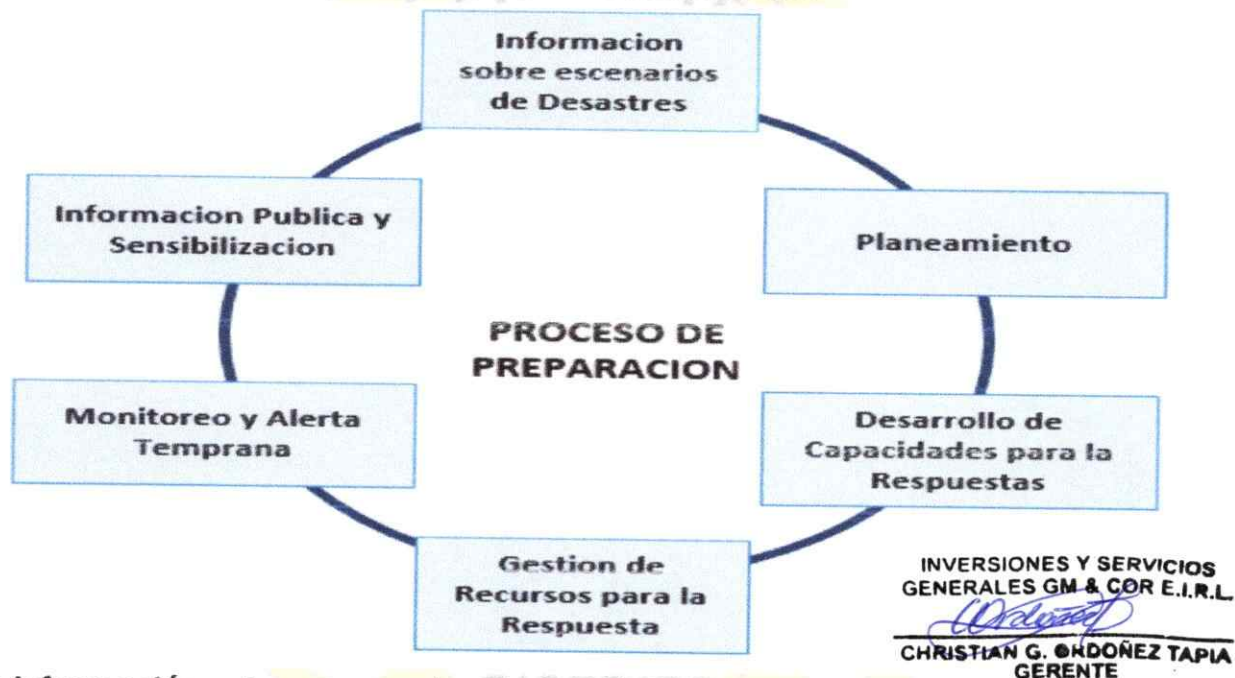 Informacion
sobre escenarios
de Desastres
Informacion Publica y
Sensibilizacion
Planeamiento
PROCESO DE
PREPARACION
Monitoreo y Alerta
Temprana
Desarrollo de
Capacidades para la
Respuestas
Gestion de
Recursos para la
Respuesta
INVERSIONES Y SERVICIOS
GENERALES GM & COR E.I.R.L.
CHRISTIAN G. ORDOÑEZ TAPIA
GERENTE